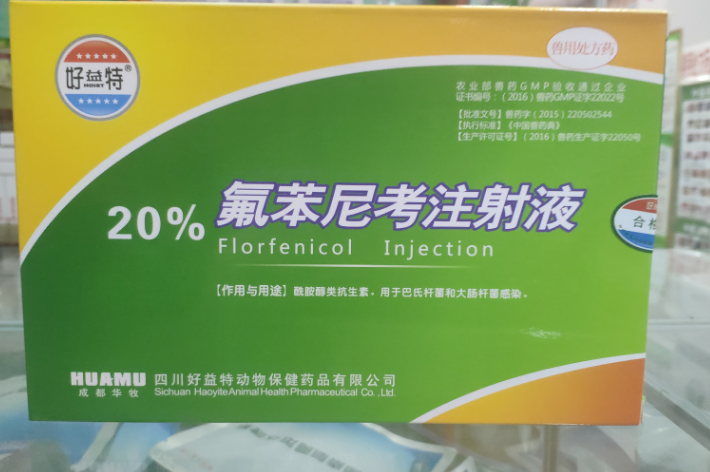 好益特®
HOISY
兽用处方药
农业部兽药GMP验收通过企业
证书编号：（2016）兽药GMP证字22022号
【批准文号】兽药字（2015）220502544
【执行标准】《中国兽药典》
【生产许可证号】（2016）兽药生产证字22050号
20% 氟苯尼考注射液
Florfenicol Injection
合格
【作用与用途】酰胺醇类抗生素。用于巴氏杆菌和大肠杆菌感染。
HUAMU 四川好益特动物保健药品有限公司
成都华牧 Sichuan Haoyite Animal Health Pharmaceutical Co., Ltd.